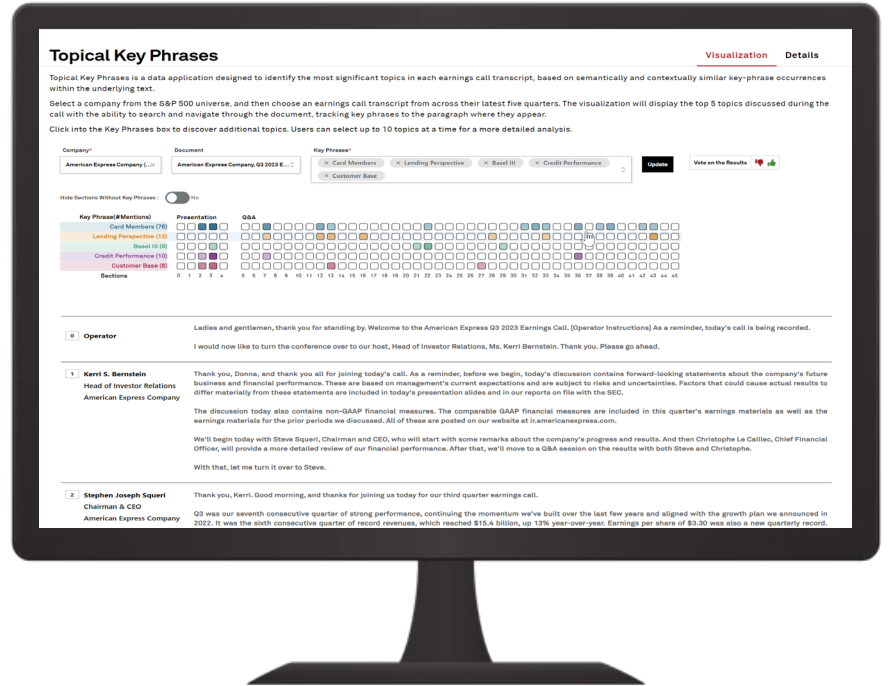 Topical Key Phrases
Visualization Details
Topical Key Phrases is a data application designed to identify the most significant topics in each earnings call transcript, based on semantically and contextually similar key-phrase occurrences
within the underlying text.
Select a company from the S&P 500 universe, and then choose an earnings call transcript from across their latest five quarters. The visualization will display the top 5 topics discussed during the
call with the ability to search and navigate through the document, tracking key phrases to the paragraph where they appear.
Click into the Key Phrases box to discover additional topics. Users can select up to 10 topics at a time for a more detailed analysis.
Company* Document Key Phrases*
American Express Company (...× American Express Company, Q3 2023 E...
× Card Members × Lending Perspective × Basel III × Credit Performance
× Customer Base
Update
Vote on the Results
Hide Sections Without Key Phrases : No
Key Phrase(#Mentions) Presentation Q&A
Card Members (76)
Lending Perspective (12)
Basel III (9)
Credit Performance (10)
Customer Base (8)
Sections 0 1 2 3 4 5 6 7 8 9 10 11 12 13 14 15 16 17 18 19 20 21 22 23 24 25 26 27 28 29 30 31 32 33 34 35 36 37 38 39 40 41 42 43 44 45
0 Operator
Ladies and gentlemen, thank you for standing by. Welcome to the American Express Q3 2023 Earnings Call. [Operator Instructions] As a reminder, today's call is being recorded.
I would now like to turn the conference over to our host, Head of Investor Relations, Ms. Kerri Bernstein. Thank you. Please go ahead.
1 Kerri S. Bernstein
Head of Investor Relations
American Express Company
Thank you, Donna, and thank you all for joining today's call. As a reminder, before we begin, today's discussion contains forward-looking statements about the company's future
business and financial performance. These are based on management's current expectations and are subject to risks and uncertainties. Factors that could cause actual results to
differ materially from these statements are included in today's presentation slides and in our reports on file with the SEC.
The discussion today also contains non-GAAP financial measures. The comparable GAAP financial measures are included in this quarter's earnings materials as well as the
earnings materials for the prior periods we discussed. All of these are posted on our website at ir.americanexpress.com.
We'll begin today with Steve Squeri, Chairman and CEO, who will start with some remarks about the company's progress and results. And then Christophe Le Caillec, Chief Financial
Officer, will provide a more detailed review of our financial performance. After that, we'll move to a Q&A session on the results with both Steve and Christophe.
With that, let me turn it over to Steve.
2 Stephen Joseph Squeri
Chairman & CEO
American Express Company
Thank you, Kerri. Good morning, and thanks for joining us today for our third quarter earnings call.
Q3 was our seventh consecutive quarter of strong performance, continuing the momentum we've built over the last few years and aligned with the growth plan we announced in
2022. It was the sixth consecutive quarter of record revenues, which reached $15.4 billion, up 13% year-over-year. Earnings per share of $3.30 was also a new quarterly record.